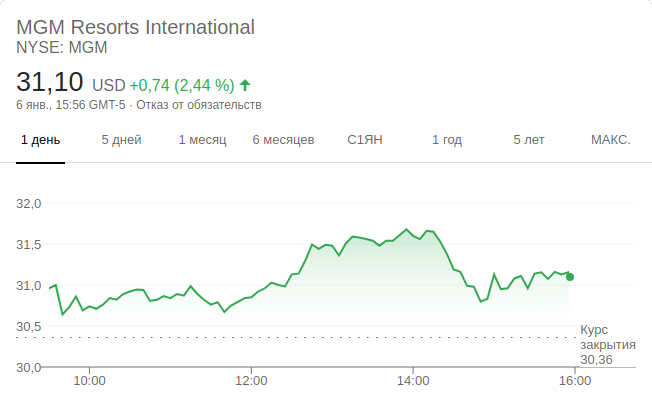 MGM Resorts International
NYSE: MGM
31,10 USD +0,74 (2,44 %)
6 янв., 15:56 GMT-5 · Отказ от обязательств
1 день 5 дней 1 месяц 6 месяцев С1ЯН 1 год 5 лет МАКС.
32,0
31,5
31,0
30,5
Курс
закрытия
30,36
30,0
10:00 12:00 14:00 16:00